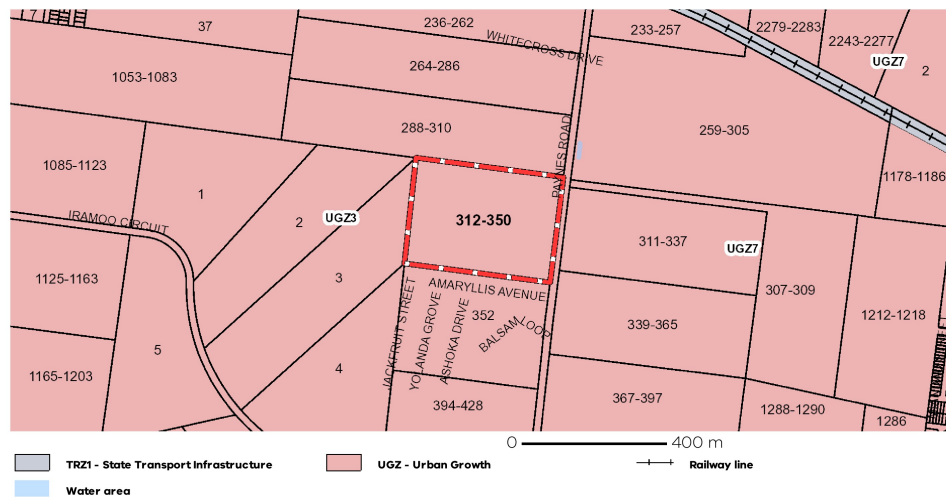 7
37
236-262
WHITECROSS DRIVE
233-257
2279-2283
2243-2277
UGZ7
2
1053-1083
264-286
288-310
259-305
PAYNES ROAD
1178-1186
1085-1123
1
2
UGZ3
312-350
311-337
UGZ7
IRAMOO CIRCUIT
3
307-309
1125-1163
AMARYLLIS AVENUE
352
JACKFRUIT STREET
YOLANDA GROVE
ASHOKA DRIVE
BALSAM LOOP
339-365
1212-1218
5
4
1165-1203
394-428
367-397
1288-1290
1286
0 400 m
TRZ1 - State Transport Infrastructure
UGZ - Urban Growth
Railway line
Water area